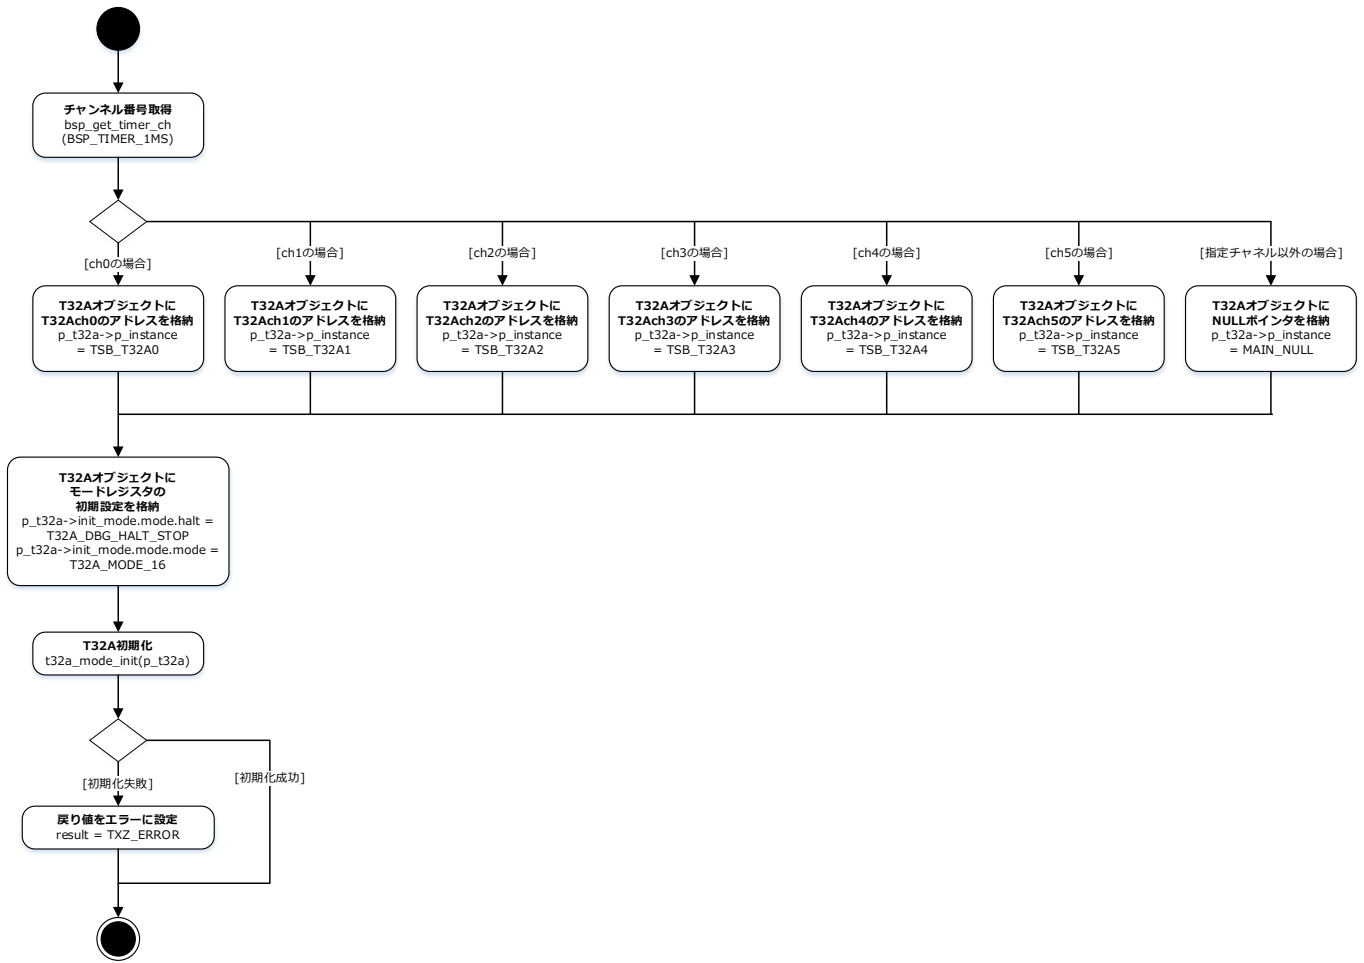 チャンネル番号取得
bsp_get_timer_ch
(BSP_TIMER_1MS)
[ch0の場合]
[ch1の場合]
[ch2の場合]
[ch3の場合]
[ch4の場合]
[ch5の場合]
[指定チャネル以外の場合]
T32Aオブジェクトに
T32Ach0のアドレスを格納
p_t32a->p_instance
= TSB_T32A0
T32Aオブジェクトに
T32Ach1のアドレスを格納
p_t32a->p_instance
= TSB_T32A1
T32Aオブジェクトに
T32Ach2のアドレスを格納
p_t32a->p_instance
= TSB_T32A2
T32Aオブジェクトに
T32Ach3のアドレスを格納
p_t32a->p_instance
= TSB_T32A3
T32Aオブジェクトに
T32Ach4のアドレスを格納
p_t32a->p_instance
= TSB_T32A4
T32Aオブジェクトに
T32Ach5のアドレスを格納
p_t32a->p_instance
= TSB_T32A5
T32Aオブジェクトに
NULLポインタを格納
p_t32a->p_instance
= MAIN_NULL
T32Aオブジェクトに
モードレジスタの
初期設定を格納
p_t32a->init_mode.mode.halt =
T32A_DBG_HALT_STOP
p_t32a->init_mode.mode.mode =
T32A_MODE_16
T32A初期化
t32a_mode_init(p_t32a)
[初期化失敗]
[初期化成功]
戻り値をエラーに設定
result = TXZ_ERROR